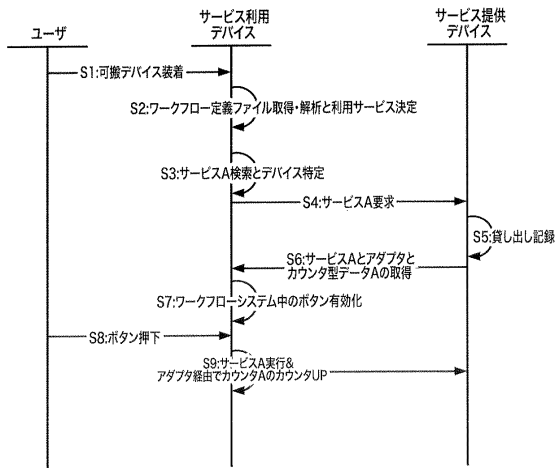 ユーザ
サービス利用
デバイス
サービス提供
デバイス
S1:可搬デバイス装着
S2:ワークフロー定義ファイル取得・解析と利用サービス決定
S3:サービスA検索とデバイス特定
S4:サービスA要求
S5:貸し出し記録
S6:サービスAとアダプタと
カウンタ型データAの取得
S7:ワークフローシステム中のボタン有効化
S8:ボタン押下
S9:サービスA実行&
アダプタ経由でカウンタAのカウンタUP